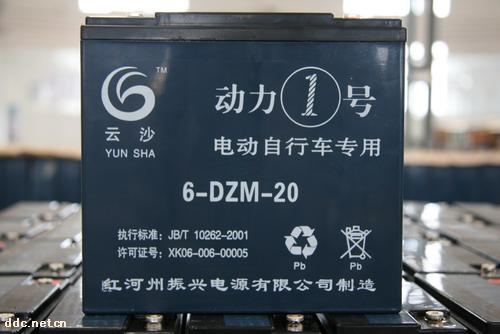 TM
云沙
YUN SHA
动力1号
电动自行车专用
6-DZM-20
执行标准: JB/T 10262-2001
许可证号: XK06-006-00005
Pb
Pb
红河州振兴电源有限公司制造
ddc.net.cn